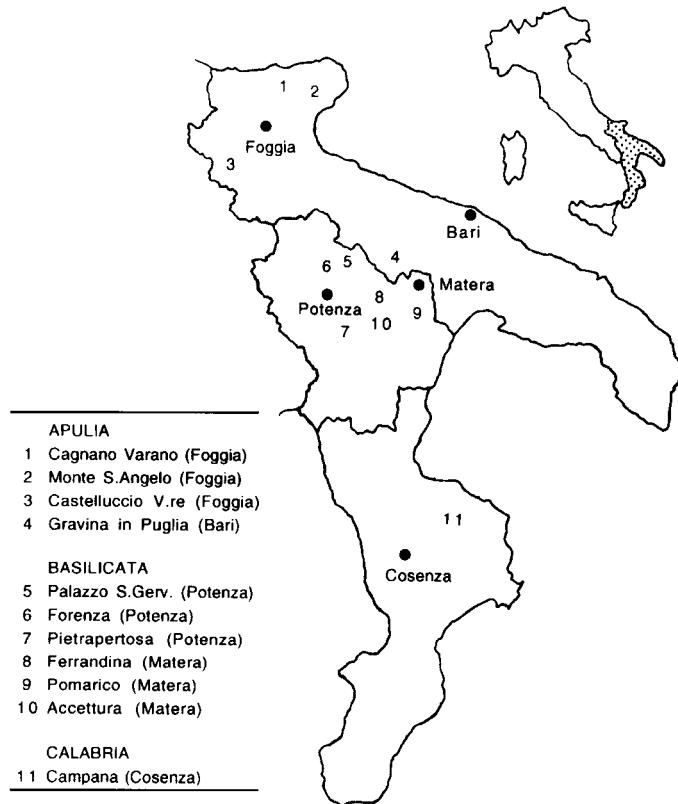 1
2
Foggia
3
Bari
4
5
6
Matera
8
Potenza
9
10
7
11
Cosenza
APULIA
1 Cagnano Varano (Foggia)
2 Monte S.Angelo (Foggia)
3 Castelluccio V.re (Foggia)
4 Gravina in Puglia (Bari)
BASILICATA
5 Palazzo S.Gerv. (Potenza)
6 Forenza (Potenza)
7 Pietrapertosa (Potenza)
8 Ferrandina (Matera)
9 Pomarico (Matera)
10 Accettura (Matera)
CALABRIA
11 Campana (Cosenza)